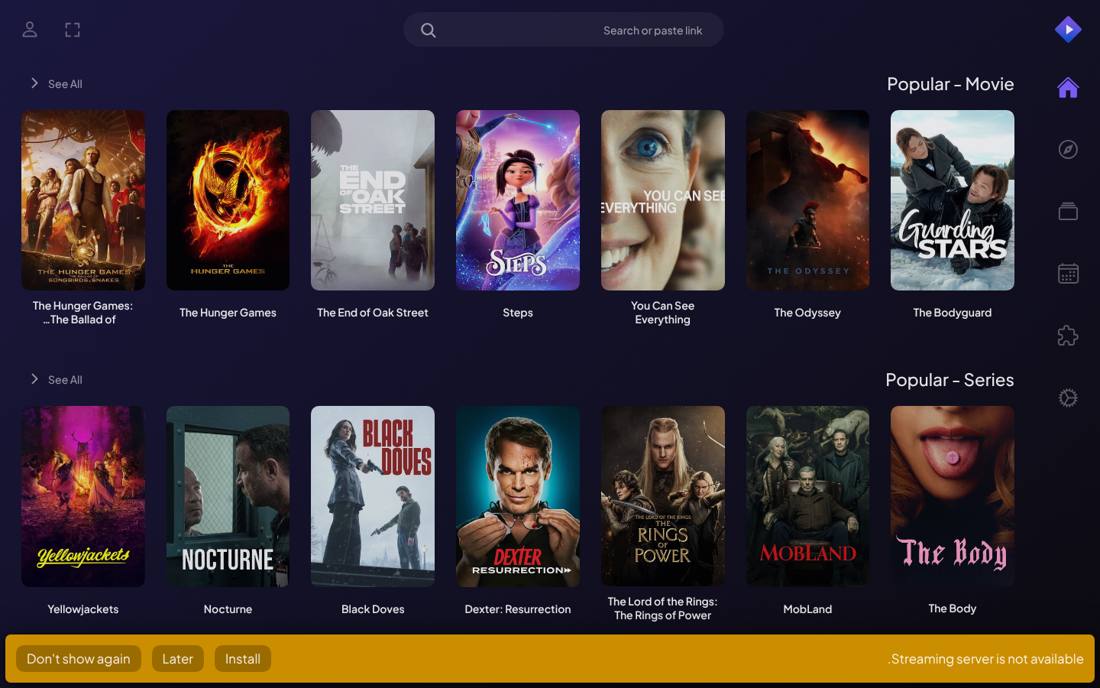 Search or paste link
Popular - Movie
See All
THE HUNGER GAMES
SONGBIRDS & SNAKES
THE
HUNGER GAMES
THE
END
OF OAK
STREET
STEPS
YOU CAN SEE
EVERYTHING
THE ODYSSEY
Guarding
STARS
The Hunger Games:
...The Ballad of
The Hunger Games
The End of Oak Street
Steps
You Can See
Everything
The Odyssey
The Bodyguard
Popular - Series
See All
Yellowjackets
NOCTURNE
BLACK
DOVES
DEXTER
RESURRECTION
THE LORD OF THE RINGS
THE
RINGS
OF
POWER
MOBLAND
The Body
Yellowjackets
Nocturne
Black Doves
Dexter: Resurrection
The Lord of the Rings:
The Rings of Power
MobLand
The Body
Don't show again
Later
Install
.Streaming server is not available